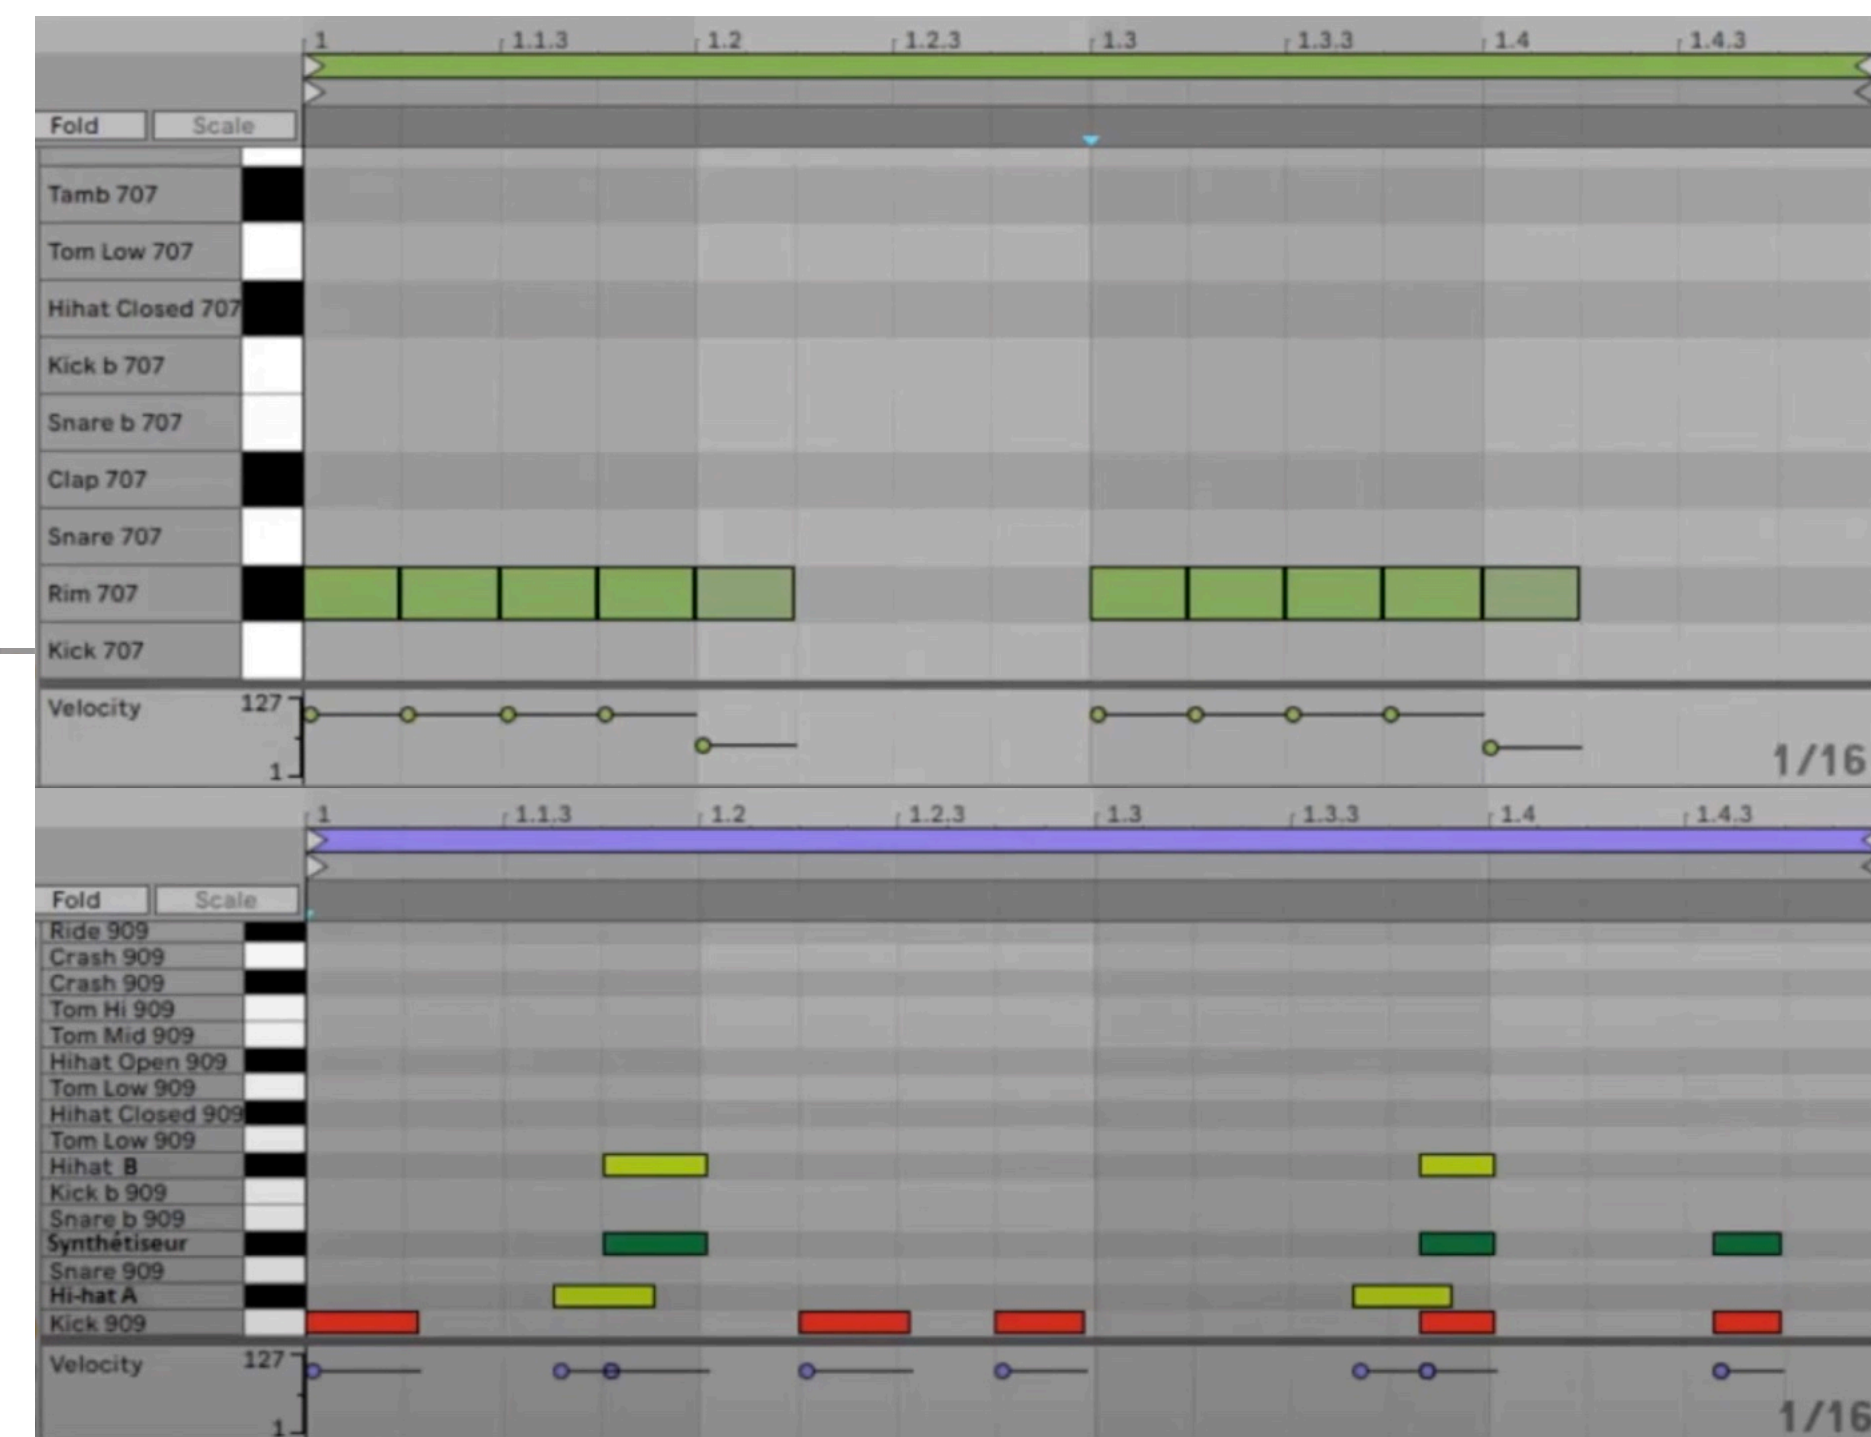 1 1.1.3 1.2 1.2.3 1.3 1.3.3 1.4 1.4.3
Fold Scale
Tamb 707
Tom Low 707
Hihat Closed 707
Kick b 707
Snare b 707
Clap 707
Snare 707
Rim 707
Kick 707
Velocity 127
1 1/16
1 1.1.3 1.2 1.2.3 1.3 1.3.3 1.4 1.4.3
Fold Scale
Ride 909
Crash 909
Crash 909
Tom Hi 909
Tom Mid 909
Hihat Open 909
Tom Low 909
Hihat Closed 909
Tom Low 909
Hihat B
Kick b 909
Snare b 909
Synthétiseur
Snare 909
Hi-hat A
Kick 909
Velocity 127
1 1/16